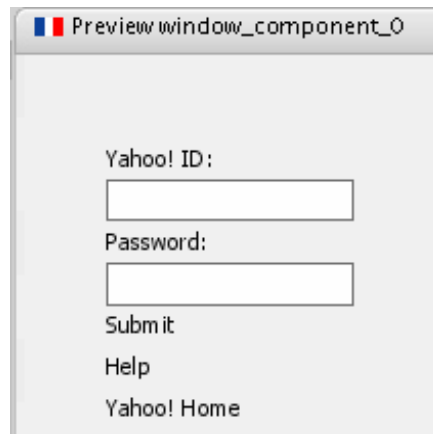 Preview window_component_0
Yahoo! ID:
Password:
Submit
Help
Yahoo! Home